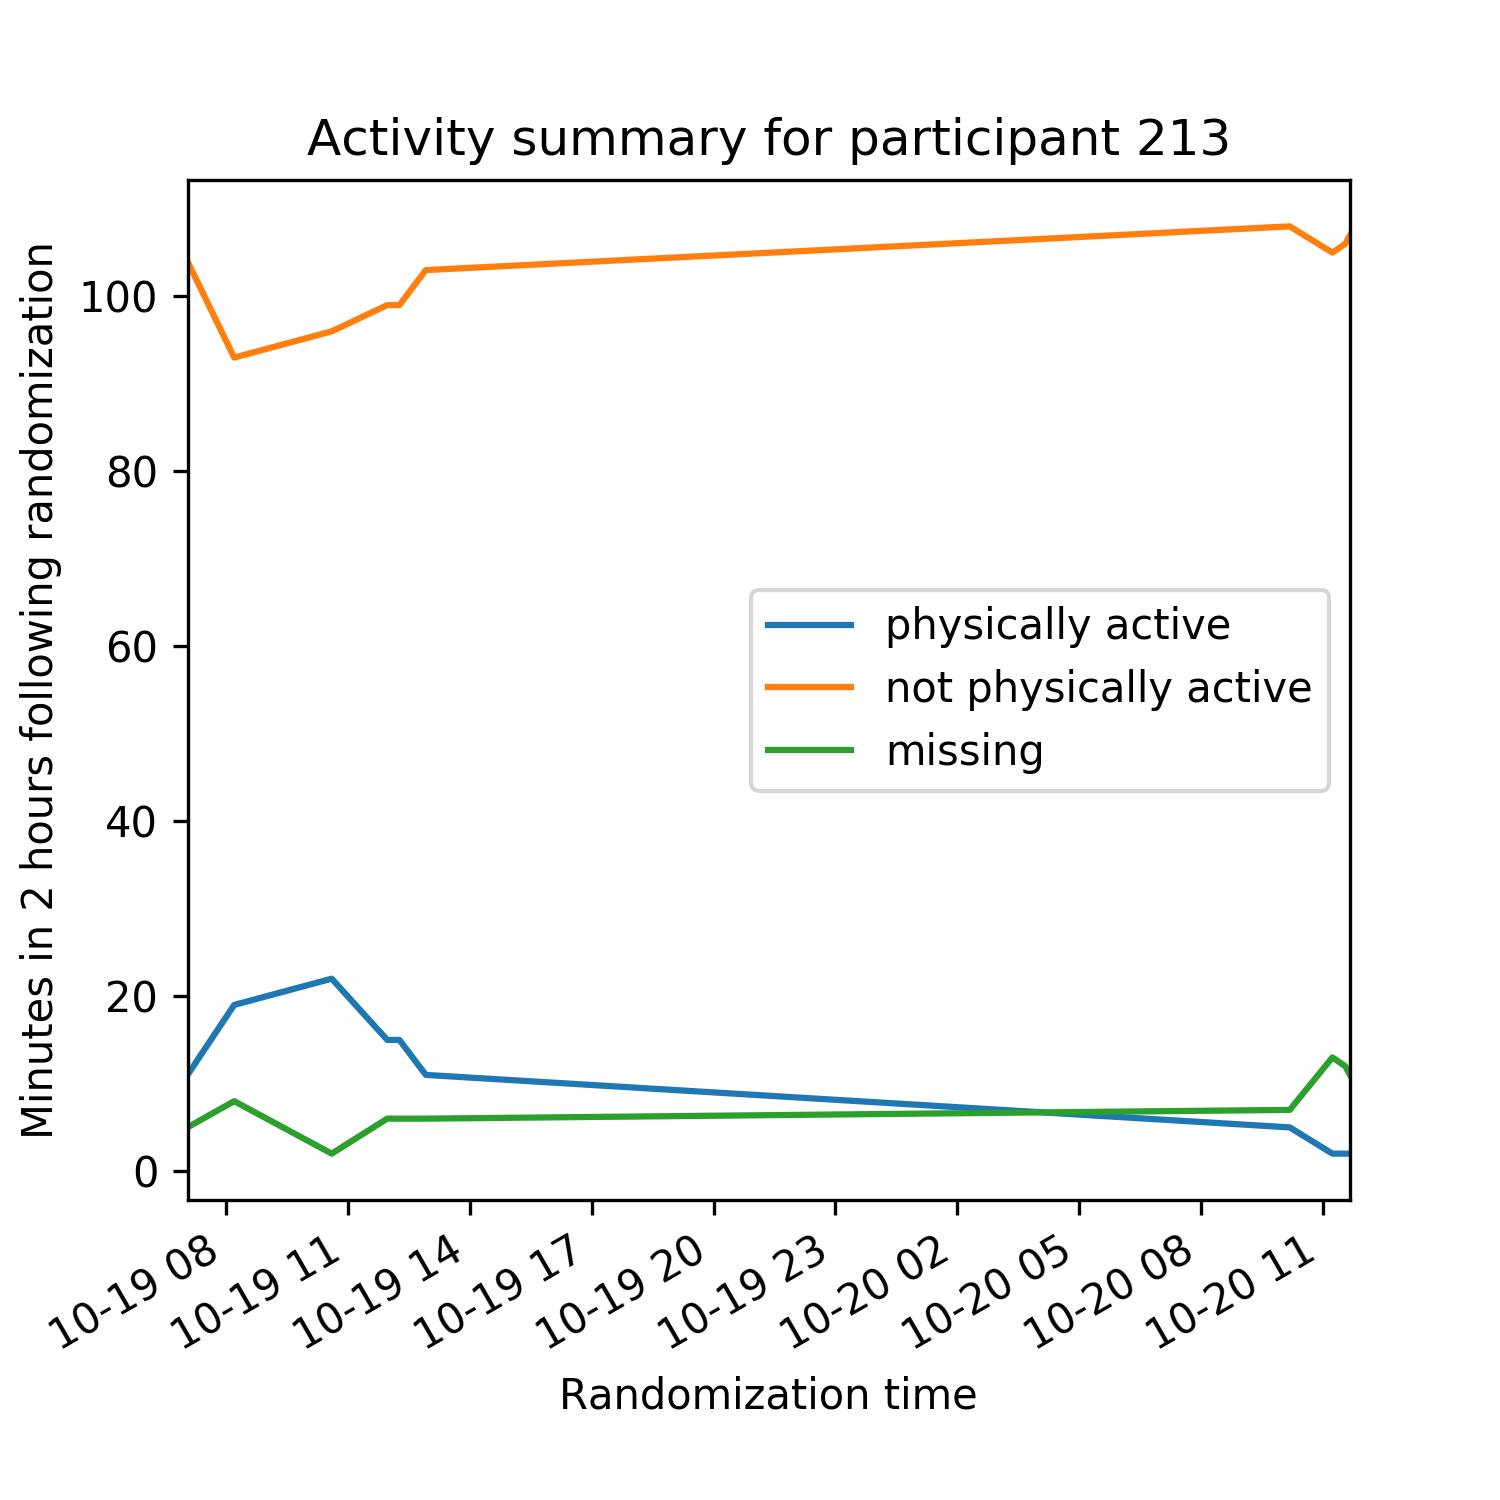 Activity summary for participant 213
Minutes in 2 hours following randomization
100
80
60
40
20
0
physically active
not physically active
missing
10-19 08
10-19 11
10-19 14
10-19 17
10-19 20
10-19 23
10-20 02
10-20 05
10-20 08
10-20 11
Randomization time